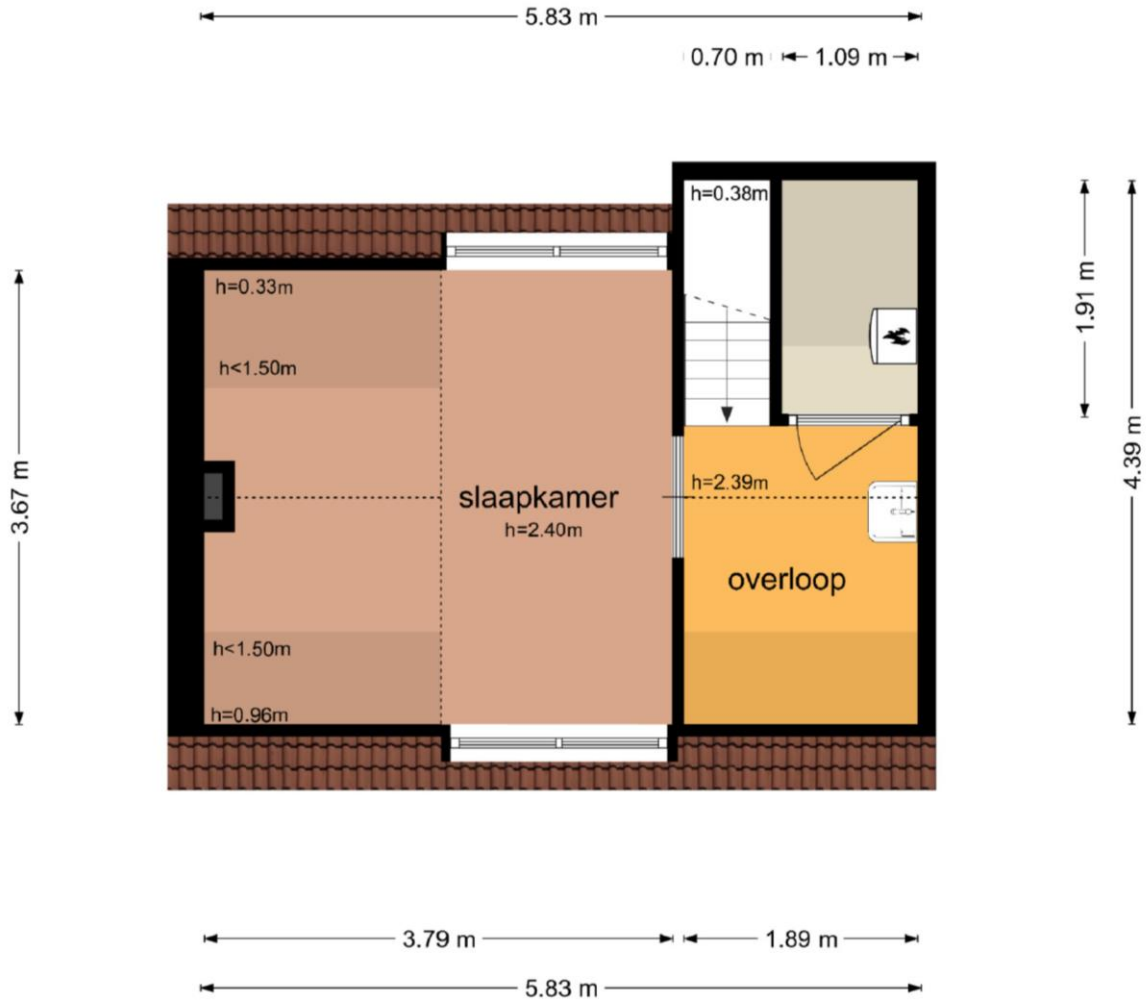 5.83 m
0.70 m
1.09 m
h=0.38m
h=0.33m
h<1.50m
1.91 m
4.39 m
3.67 m
h=2.39m
slaapkamer
h=2.40m
overloop
h<1.50m
h=0.96m
3.79 m
1.89 m
5.83 m